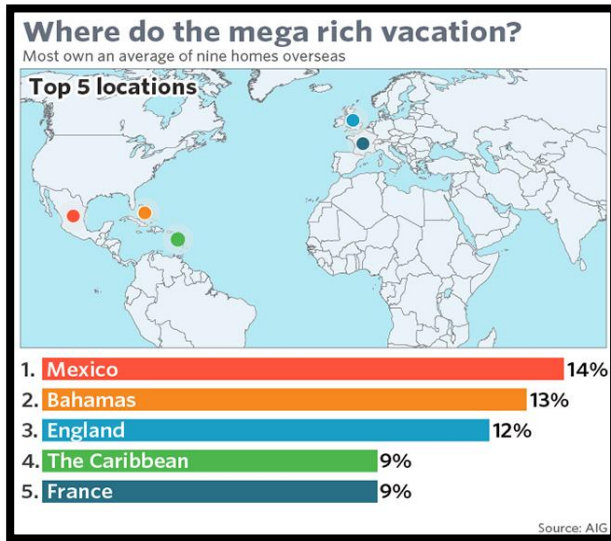 Where do the mega rich vacation?
Most own an average of nine homes overseas
Top 5 locations
1. Mexico 14%
2. Bahamas 13%
3. England 12%
4. The Caribbean 9%
5. France 9%
Source: AIG